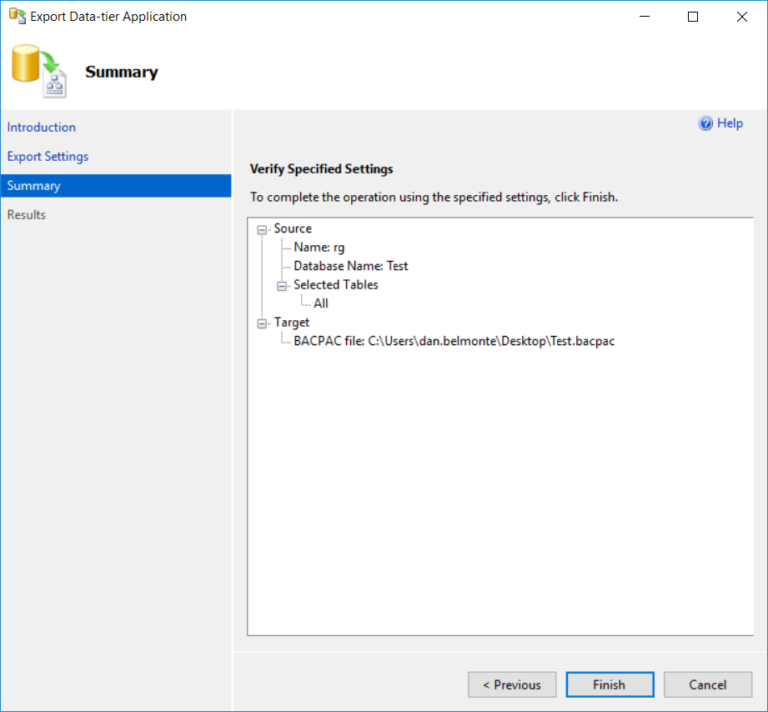 Export Data-tier Application
Summary
Introduction
Export Settings
Summary
Results
Help
Verify Specified Settings
To complete the operation using the specified settings, click Finish.
Source
Name: rg
Database Name: Test
Selected Tables
All
Target
BACPAC file: C:\Users\dan.belmonte\Desktop\Test.bacpac
< Previous
Finish
Cancel